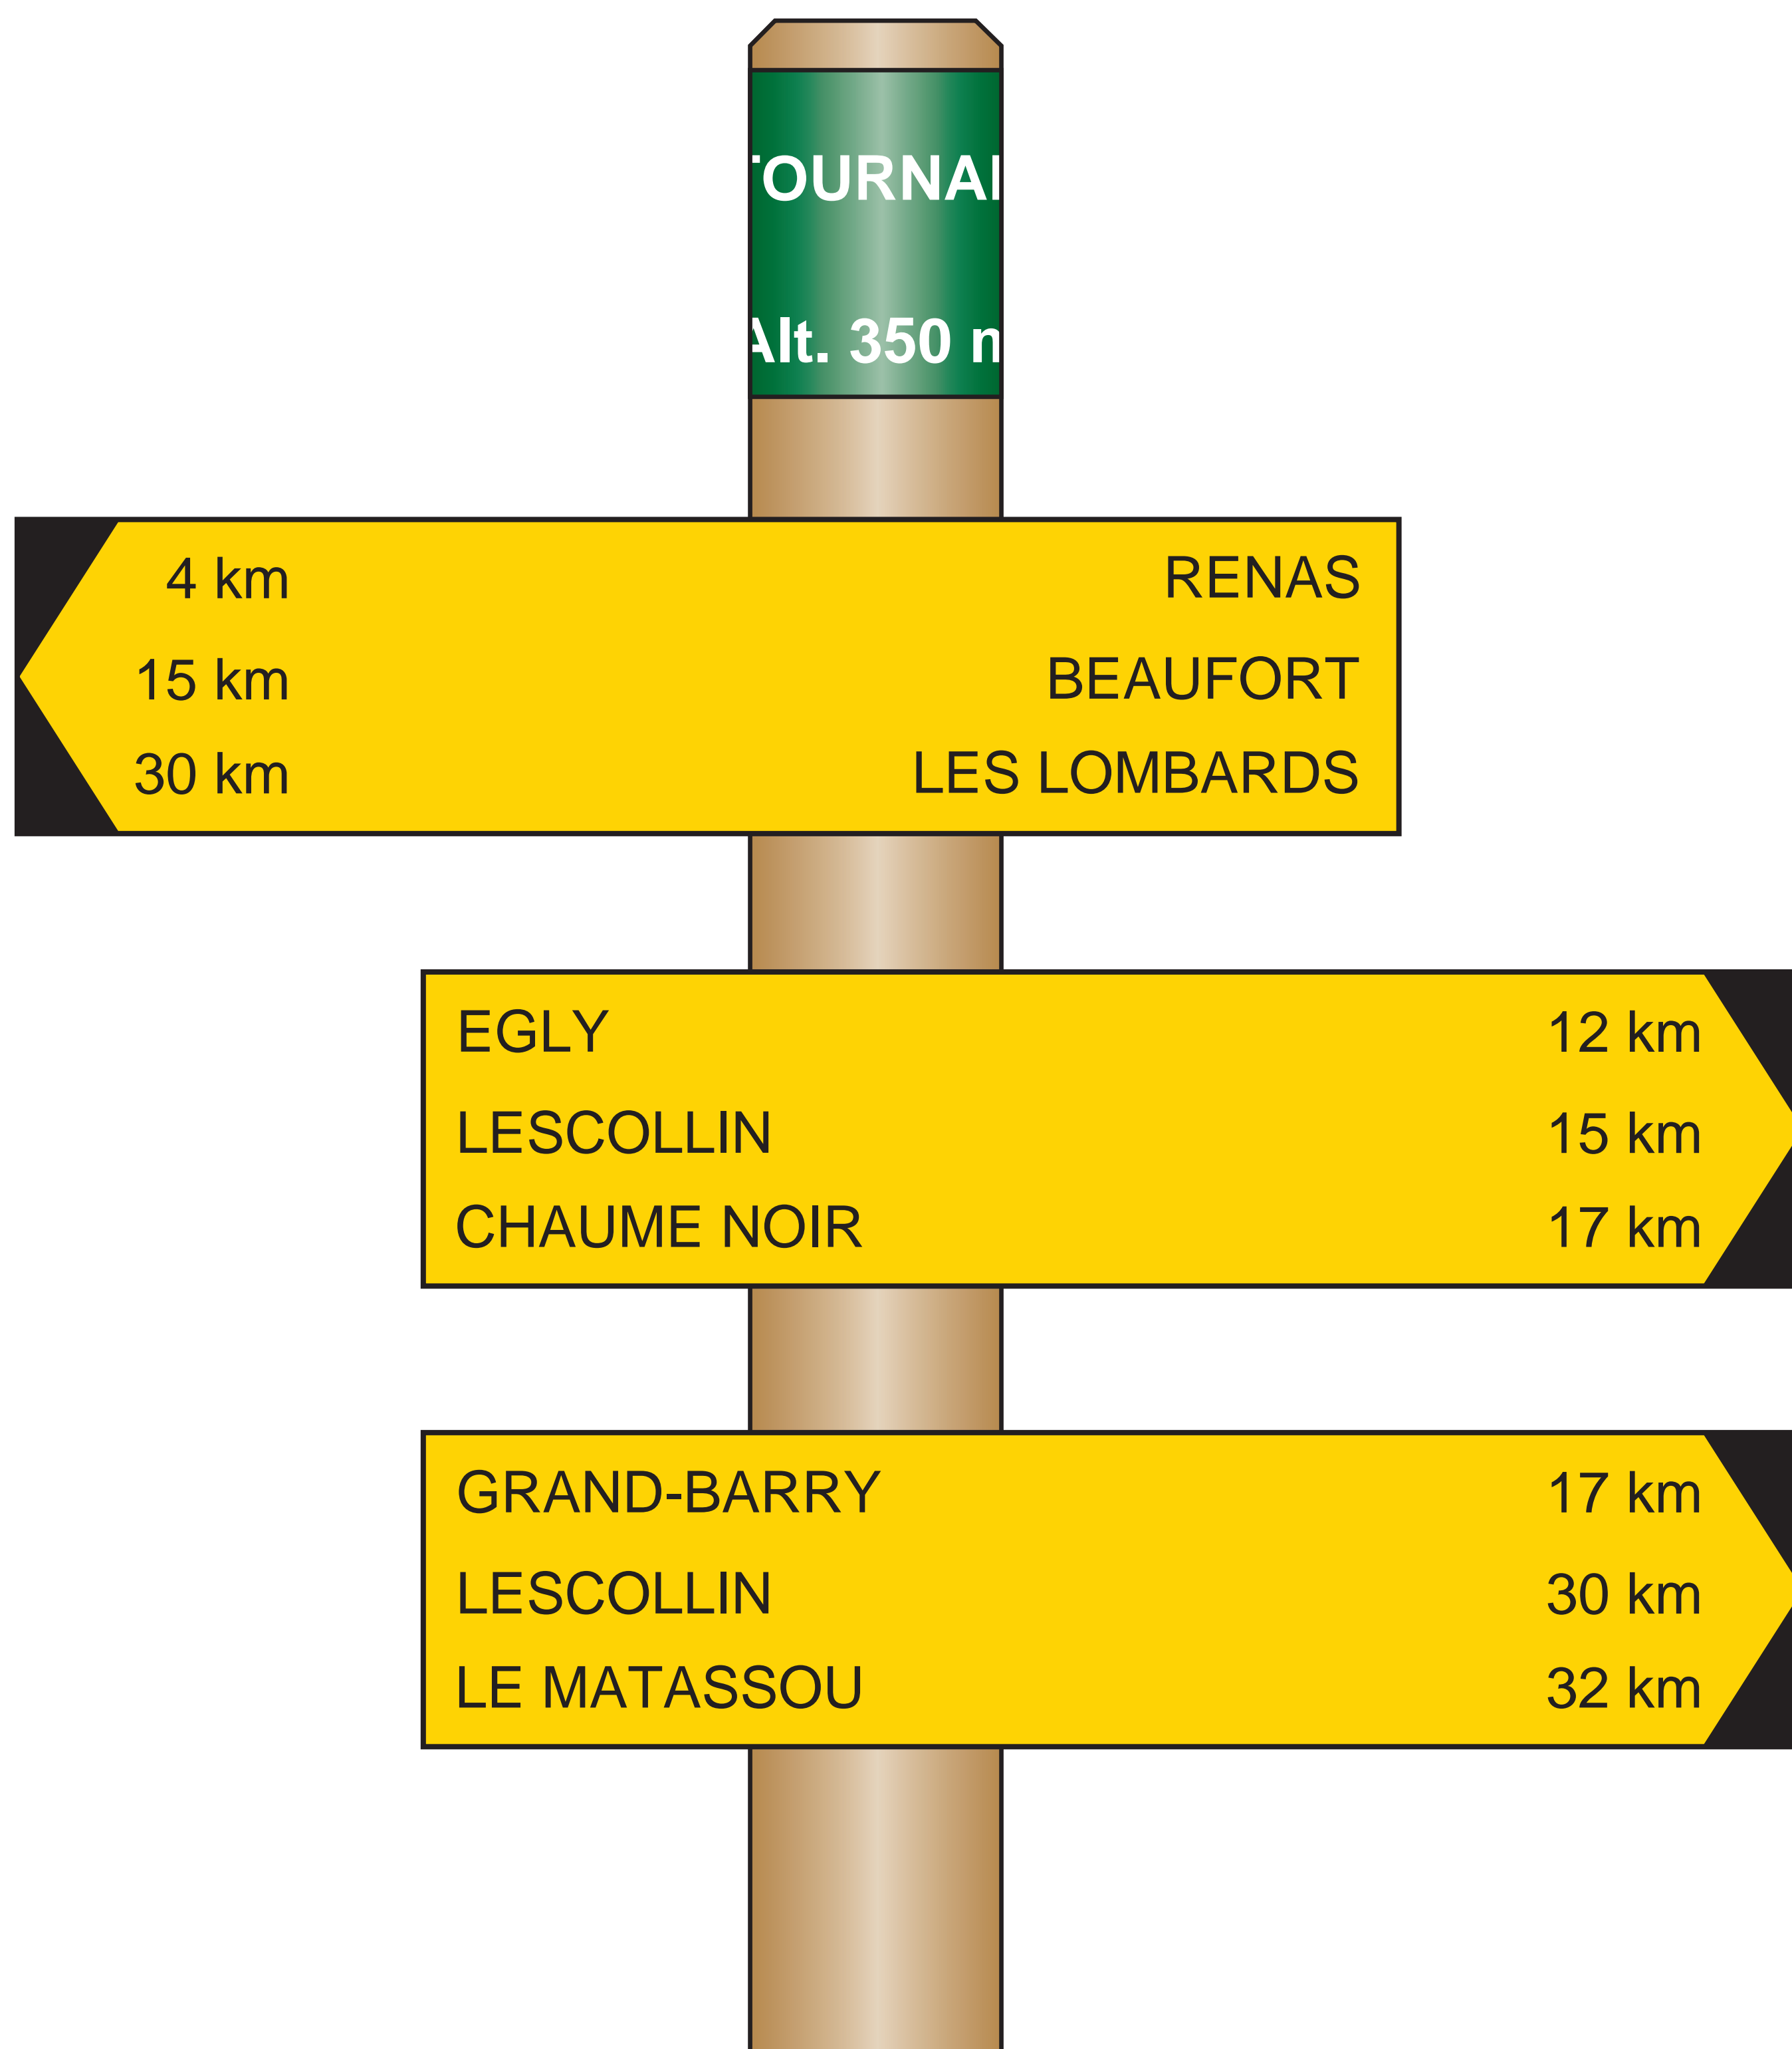 TOURNAI
Alt. 350 m
4 km RENAS
15 km BEAUFORT
30 km LES LOMBARDS
EGLY 12 km
LESCOLLIN 15 km
CHAUME NOIR 17 km
GRAND-BARRY 17 km
LESCOLLIN 30 km
LE MATASSOU 32 km